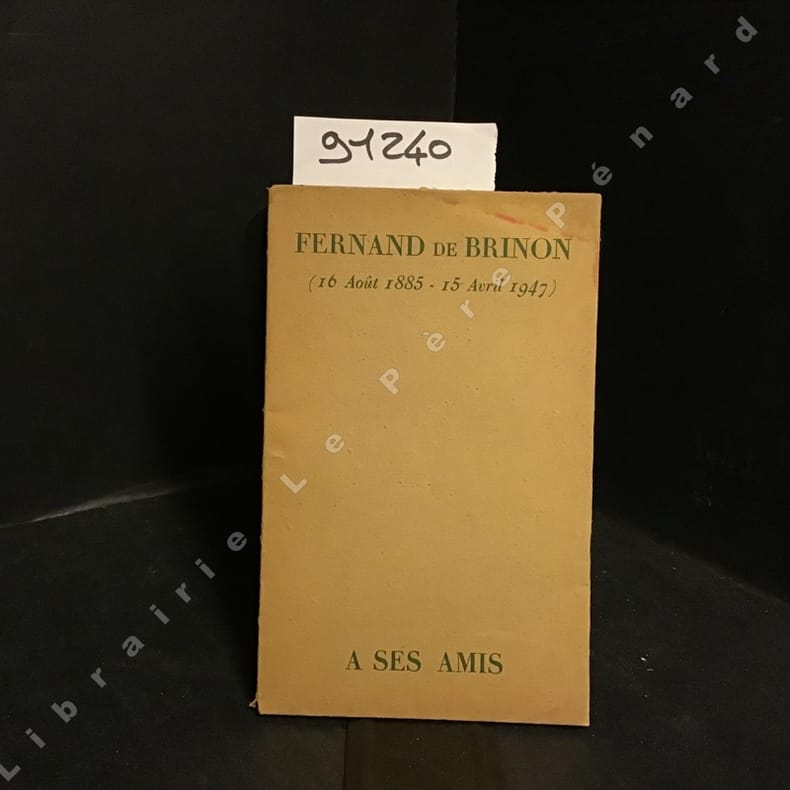 91240
FERNAND DE BRINON
(16 Août 1885 - 15 Avril 1947)
A SES AMIS
Librairie Le Père Pénard